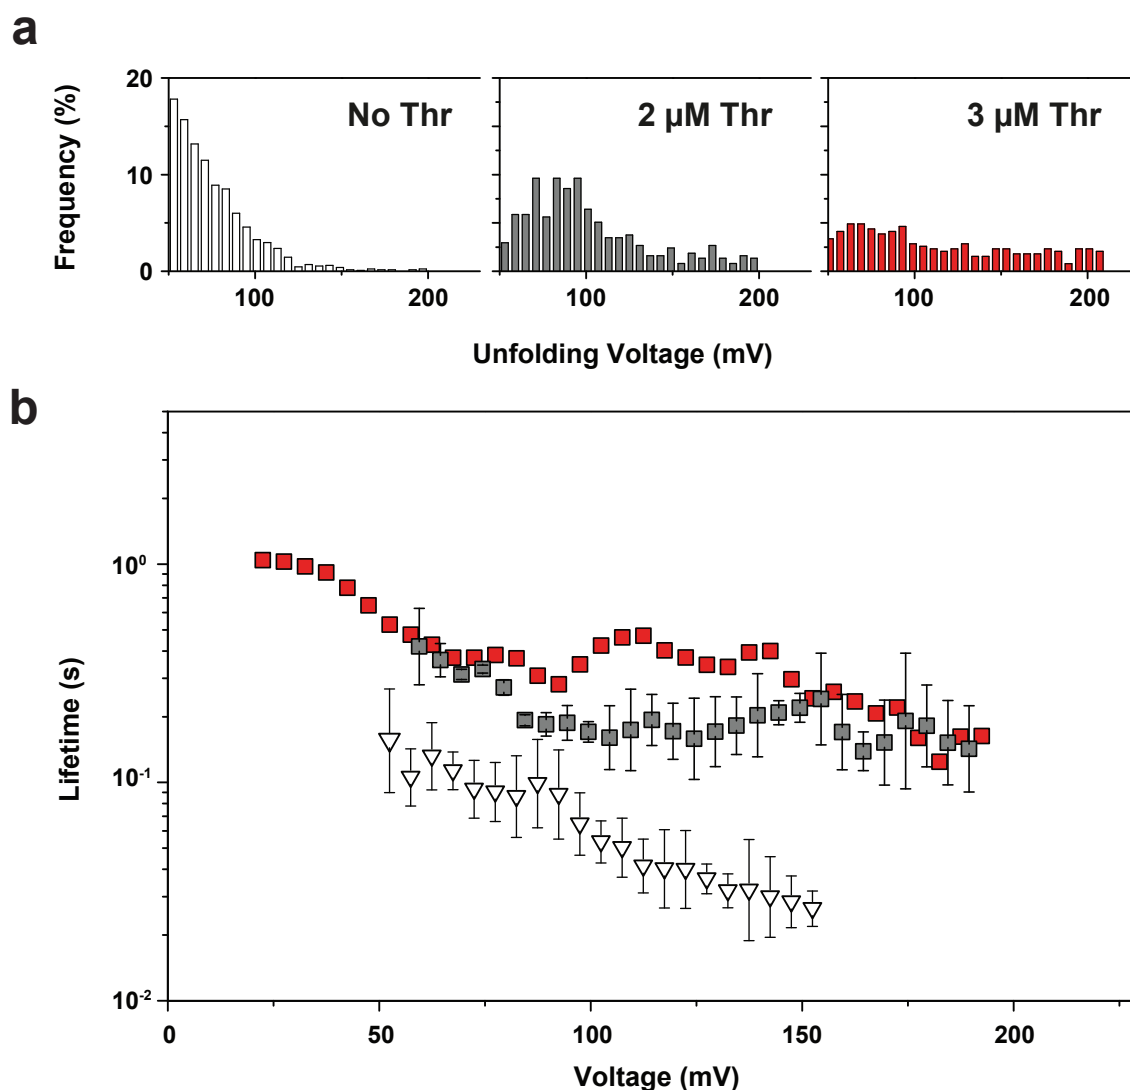 a
Frequency (%)
20
10
0
No Thr
2 µM Thr
3 µM Thr
100 200 100 200 100 200
Unfolding Voltage (mV)
b
Lifetime (s)
10⁰
10⁻¹
10⁻²
0 50 100 150 200
Voltage (mV)